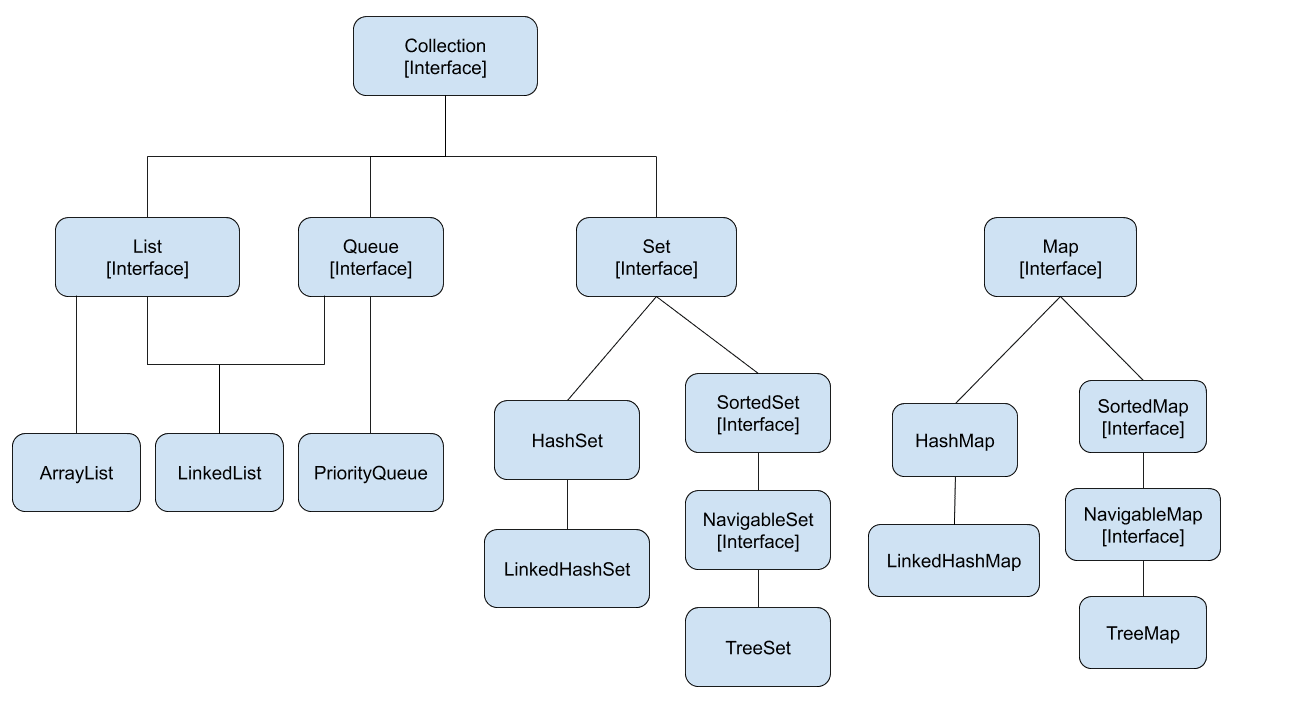 Collection
[Interface]
List
[Interface]
Queue
[Interface]
Set
[Interface]
Map
[Interface]
ArrayList
LinkedList
PriorityQueue
HashSet
LinkedHashSet
SortedSet
[Interface]
NavigableSet
[Interface]
TreeSet
HashMap
LinkedHashMap
SortedMap
[Interface]
NavigableMap
[Interface]
TreeMap